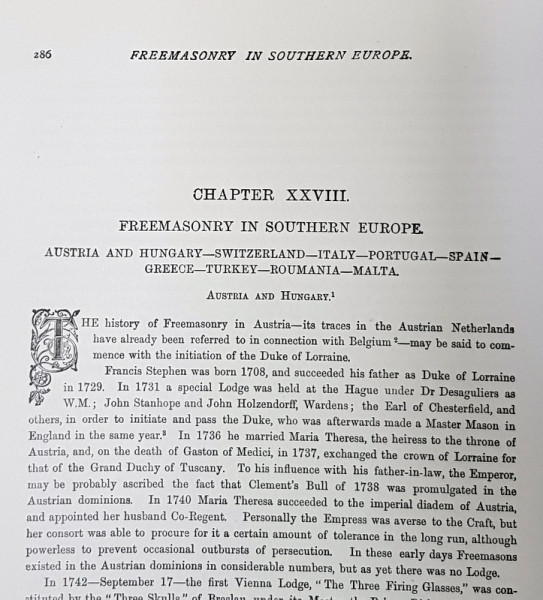 286 FREEMASONRY IN SOUTHERN EUROPE.
CHAPTER XXVIII.
FREEMASONRY IN SOUTHERN EUROPE.
AUSTRIA AND HUNGARY—SWITZERLAND—ITALY—PORTUGAL—SPAIN—
GREECE—TURKEY—ROUMANIA—MALTA.
AUSTRIA AND HUNGARY.¹
THE history of Freemasonry in Austria—its traces in the Austrian Netherlands
have already been referred to in connection with Belgium ²—may be said to com-
mence with the initiation of the Duke of Lorraine.
Francis Stephen was born 1708, and succeeded his father as Duke of Lorraine
in 1729. In 1731 a special Lodge was held at the Hague under Dr Desaguliers as
W.M.; John Stanhope and John Holzendorff, Wardens; the Earl of Chesterfield, and
others, in order to initiate and pass the Duke, who was afterwards made a Master Mason in
England in the same year.³ In 1736 he married Maria Theresa, the heiress to the throne of
Austria, and, on the death of Gaston of Medici, in 1737, exchanged the crown of Lorraine for
that of the Grand Duchy of Tuscany. To his influence with his father-in-law, the Emperor,
may be probably ascribed the fact that Clement's Bull of 1738 was promulgated in the
Austrian dominions. In 1740 Maria Theresa succeeded to the imperial diadem of Austria,
and appointed her husband Co-Regent. Personally the Empress was averse to the Craft, but
her consort was able to procure for it a certain amount of tolerance in the long run, although
powerless to prevent occasional outbursts of persecution. In these early days Freemasons
existed in the Austrian dominions in considerable numbers, but as yet there was no Lodge.
In 1742—September 17—the first Vienna Lodge, "The Three Firing Glasses," was con-
stituted by the "Three Skulls" of Breslau, under its